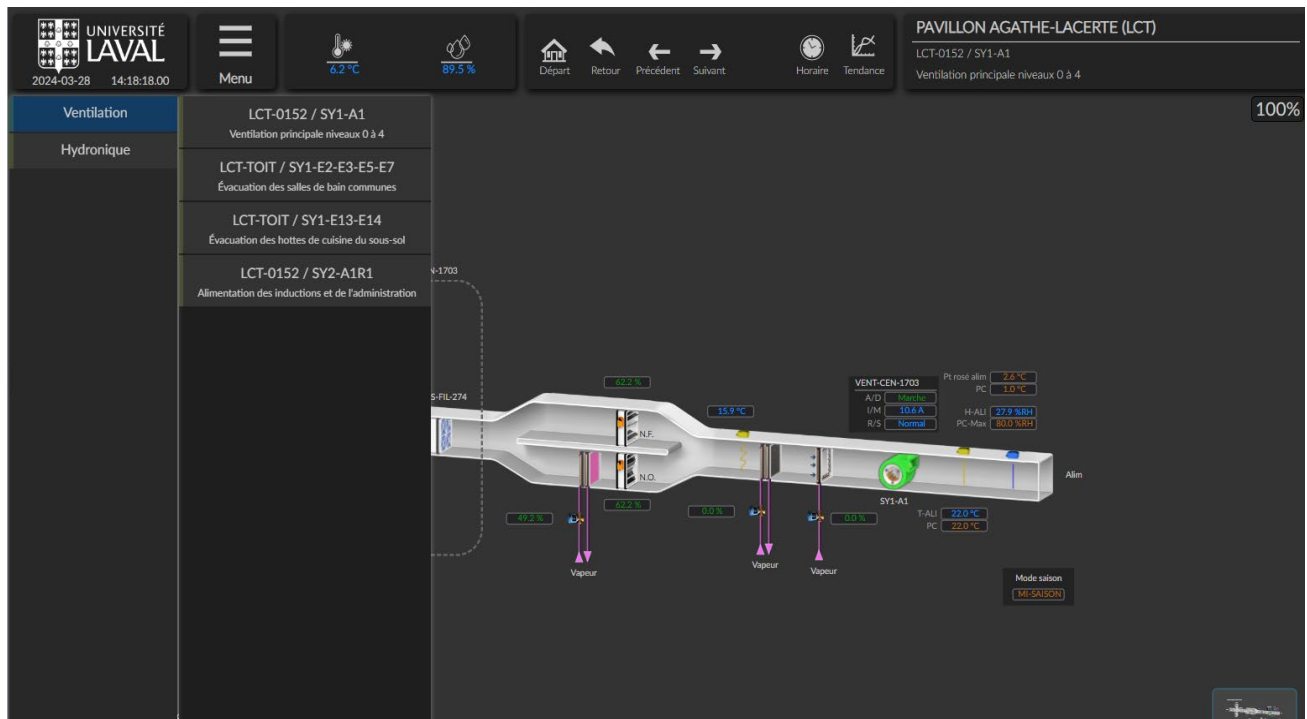 UNIVERSITÉ
LAVAL
2024-03-28 14:18:18.00
Menu
6.2 °C
89.5 %
Départ
Retour
Précédent
Suivant
Horaire
Tendance
PAVILLON AGATHE-LACERTE (LCT)
LCT-0152 / SY1-A1
Ventilation principale niveaux 0 à 4
100%
Ventilation
Hydronique
LCT-0152 / SY1-A1
Ventilation principale niveaux 0 à 4
LCT-TOIT / SY1-E2-E3-E5-E7
Évacuation des salles de bain communes
LCT-TOIT / SY1-E13-E14
Évacuation des hottes de cuisine du sous-sol
LCT-0152 / SY2-A1R1
Alimentation des inductions et de l'administration
N-1703
S-FIL-274
62.2 %
N.F.
N.O.
62.2 %
49.2 %
Vapeur
15.9 °C
0.0 %
Vapeur
0.0 %
Vapeur
VENT-CEN-1703
A/D Marche
I/M 10.6 A
R/S Normal
Pt rosé alim 2.6 °C
PC 1.0 °C
H-ALI 27.9 %RH
PC-Max 80.0 %RH
Alim
SY1-A1
T-ALI 22.0 °C
PC 22.0 °C
Mode saison
MI-SAISON